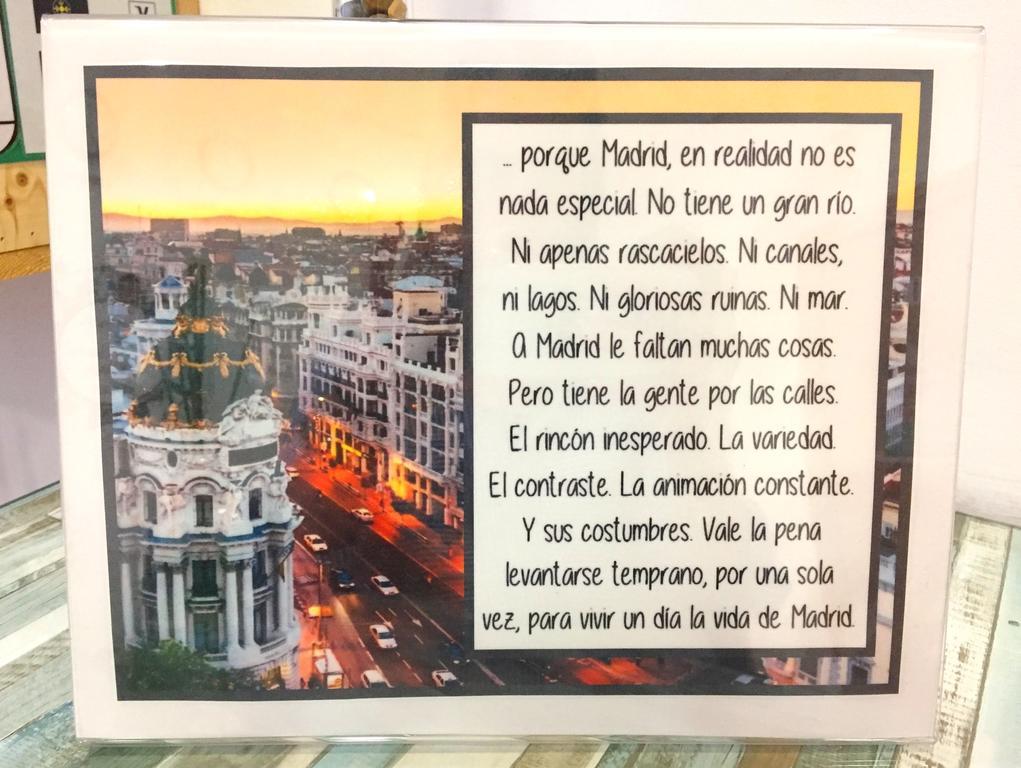 ... porque Madrid, en realidad no es
nada especial. No tiene un gran río.
Ni apenas rascacielos. Ni canales,
ni lagos. Ni gloriosas ruinas. Ni mar.
A Madrid le faltan muchas cosas.
Pero tiene la gente por las calles.
El rincón inesperado. La variedad.
El contraste. La animación constante.
Y sus costumbres. Vale la pena
levantarse temprano, por una sola
vez, para vivir un día la vida de Madrid.